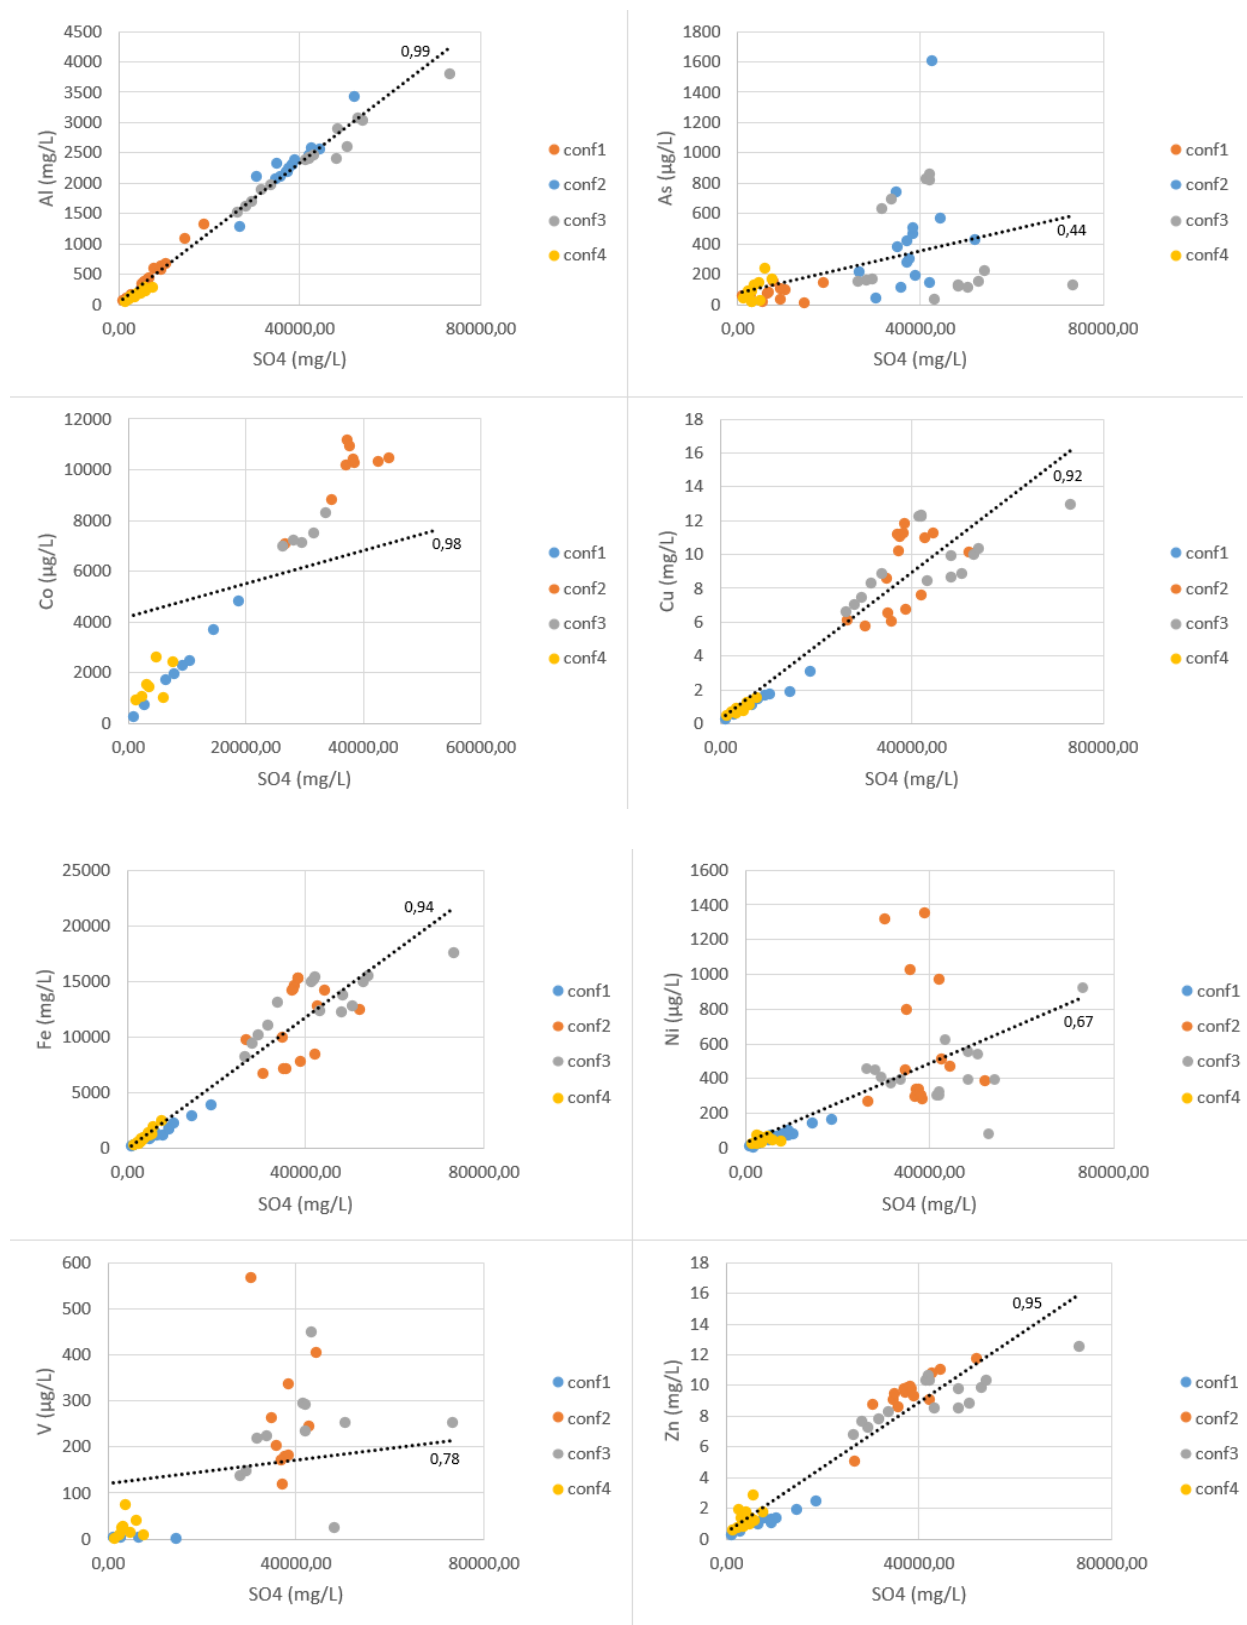 4500
4000
3500
3000
2500
2000
1500
1000
500
0
Al (mg/L)
0,99
0,00
40000,00
80000,00
SO4 (mg/L)
conf1
conf2
conf3
conf4
1800
1600
1400
1200
1000
800
600
400
200
0
As (µg/L)
0,44
0,00
40000,00
80000,00
SO4 (mg/L)
conf1
conf2
conf3
conf4
12000
10000
8000
6000
4000
2000
0
Co (µg/L)
0,98
0,00
20000,00
40000,00
60000,00
SO4 (mg/L)
conf1
conf2
conf3
conf4
18
16
14
12
10
8
6
4
2
0
Cu (mg/L)
0,92
0,00
40000,00
80000,00
SO4 (mg/L)
conf1
conf2
conf3
conf4
25000
20000
15000
10000
5000
0
Fe (mg/L)
0,94
0,00
40000,00
80000,00
SO4 (mg/L)
conf1
conf2
conf3
conf4
1600
1400
1200
1000
800
600
400
200
0
Ni (µg/L)
0,67
0,00
40000,00
80000,00
SO4 (mg/L)
conf1
conf2
conf3
conf4
600
500
400
300
200
100
0
V (µg/L)
0,78
0,00
40000,00
80000,00
SO4 (mg/L)
conf1
conf2
conf3
conf4
18
16
14
12
10
8
6
4
2
0
Zn (mg/L)
0,95
0,00
40000,00
80000,00
SO4 (mg/L)
conf1
conf2
conf3
conf4